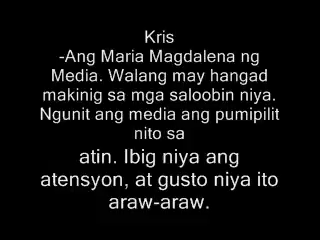 Kris
-Ang Maria Magdalena ng
Media. Walang may hangad
makinig sa mga saloobin niya.
Ngunit ang media ang pumipilit
nito sa
atin. Ibig niya ang
atensyon, at gusto niya ito
araw-araw.